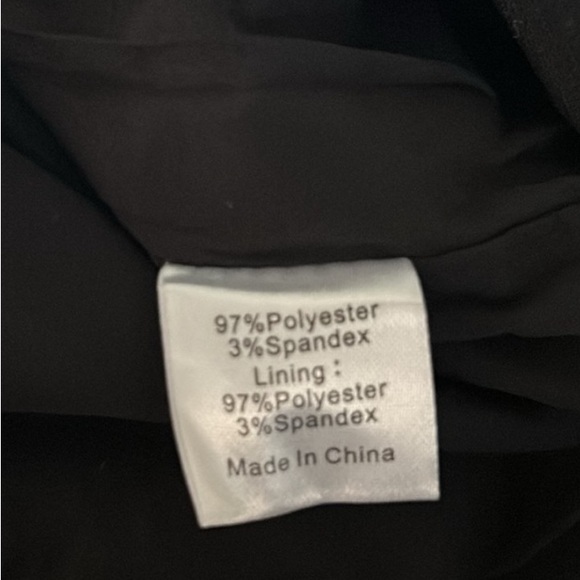 97%Polyester
3%Spandex
Lining :
97%Polyester
3%Spandex
Made In China